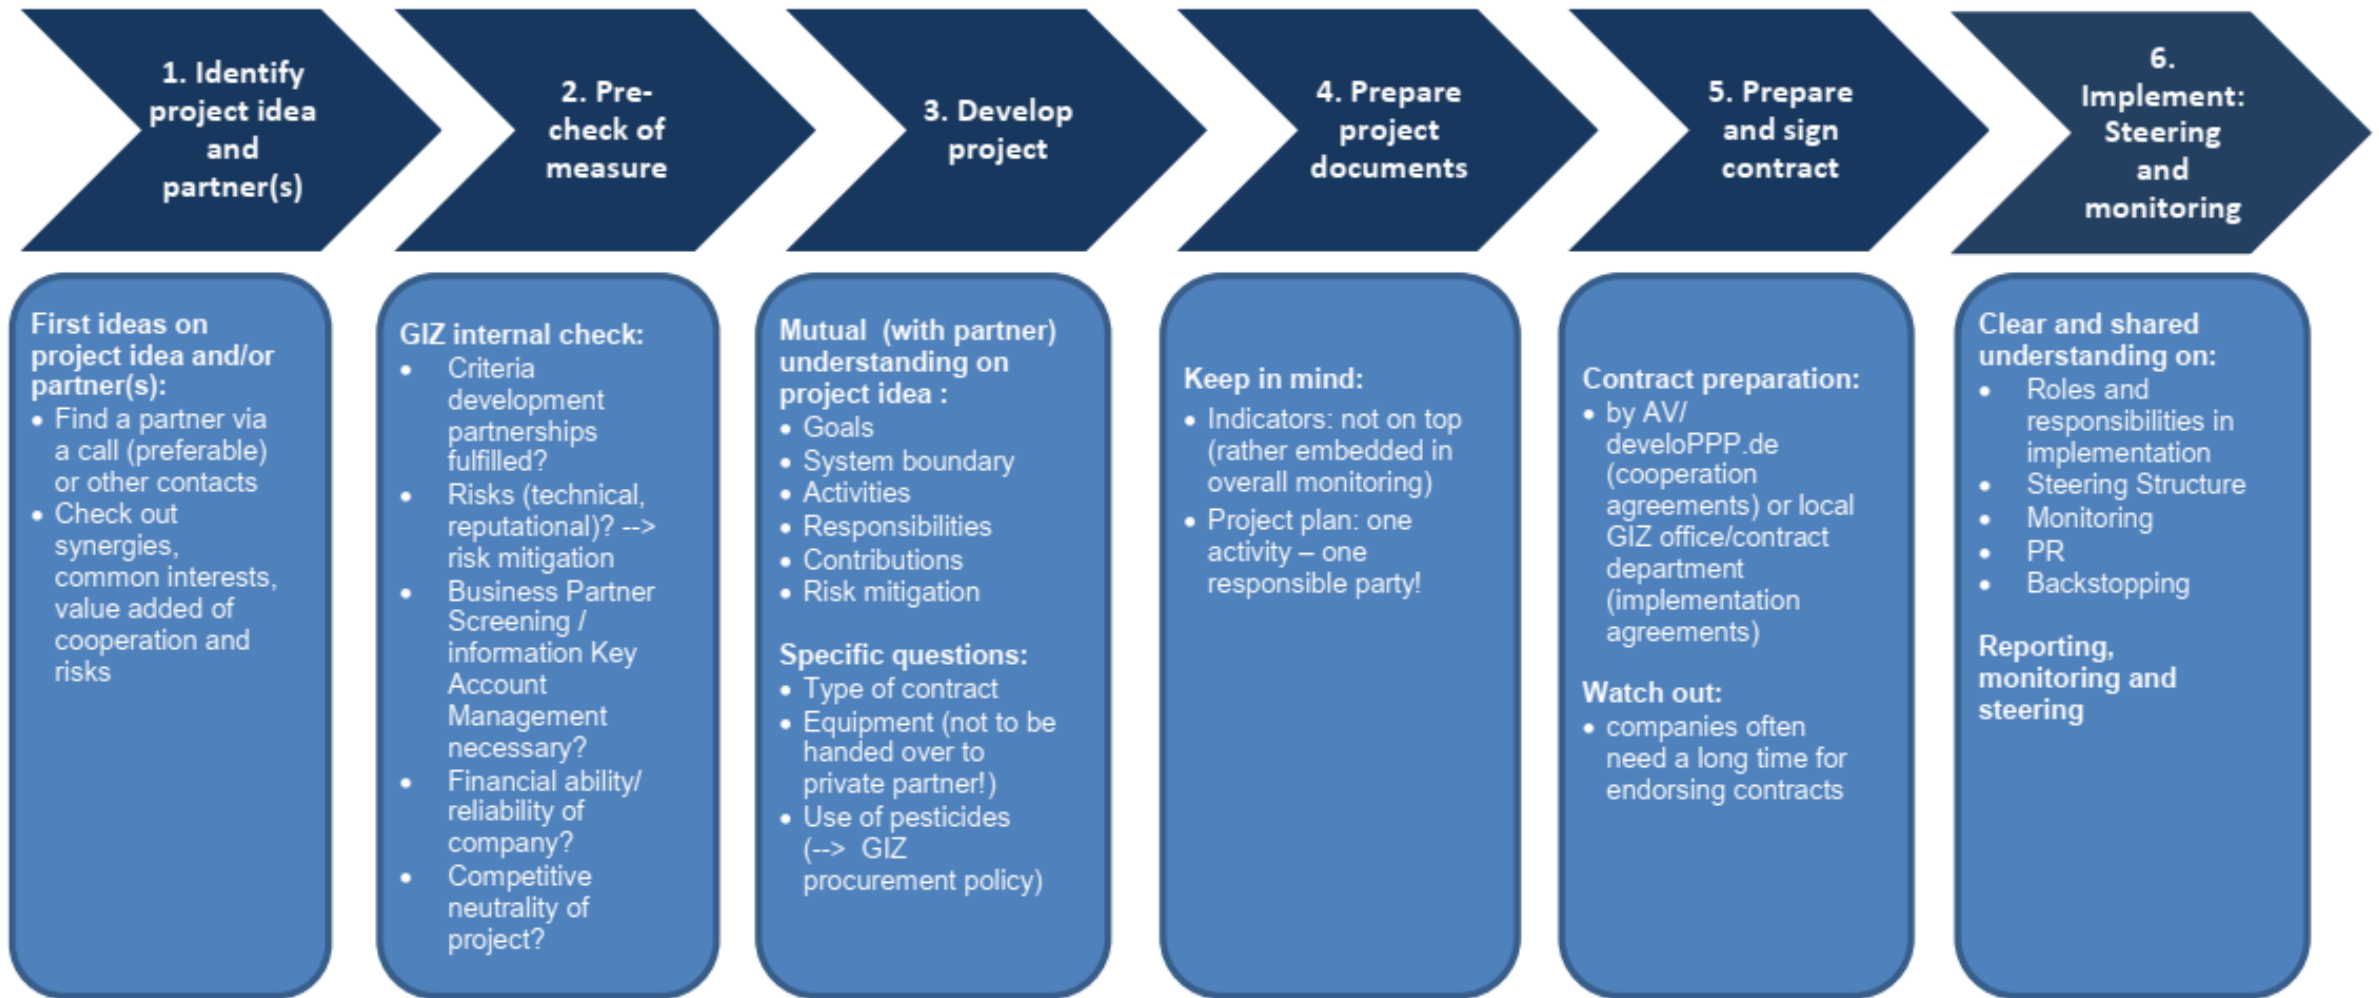 1. Identify
project idea
and
partner(s)
2. Pre-
check of
measure
3. Develop
project
4. Prepare
project
documents
5. Prepare
and sign
contract
6.
Implement:
Steering
and
monitoring
First ideas on
project idea and/or
partner(s):
• Find a partner via
a call (preferable)
or other contacts
• Check out
synergies,
common interests,
value added of
cooperation and
risks
GIZ internal check:
• Criteria
development
partnerships
fulfilled?
• Risks (technical,
reputational)? -->
risk mitigation
• Business Partner
Screening /
information Key
Account
Management
necessary?
• Financial ability/
reliability of
company?
• Competitive
neutrality of
project?
Mutual (with partner)
understanding on
project idea :
• Goals
• System boundary
• Activities
• Responsibilities
• Contributions
• Risk mitigation
Specific questions:
• Type of contract
• Equipment (not to be
handed over to
private partner!)
• Use of pesticides
(--> GIZ
procurement policy)
Keep in mind:
• Indicators: not on top
(rather embedded in
overall monitoring)
• Project plan: one
activity – one
responsible party!
Contract preparation:
• by AV/
develoPPP.de
(cooperation
agreements) or local
GIZ office/contract
department
(implementation
agreements)
Watch out:
• companies often
need a long time for
endorsing contracts
Clear and shared
understanding on:
• Roles and
responsibilities in
implementation
• Steering Structure
• Monitoring
• PR
• Backstopping
Reporting,
monitoring and
steering